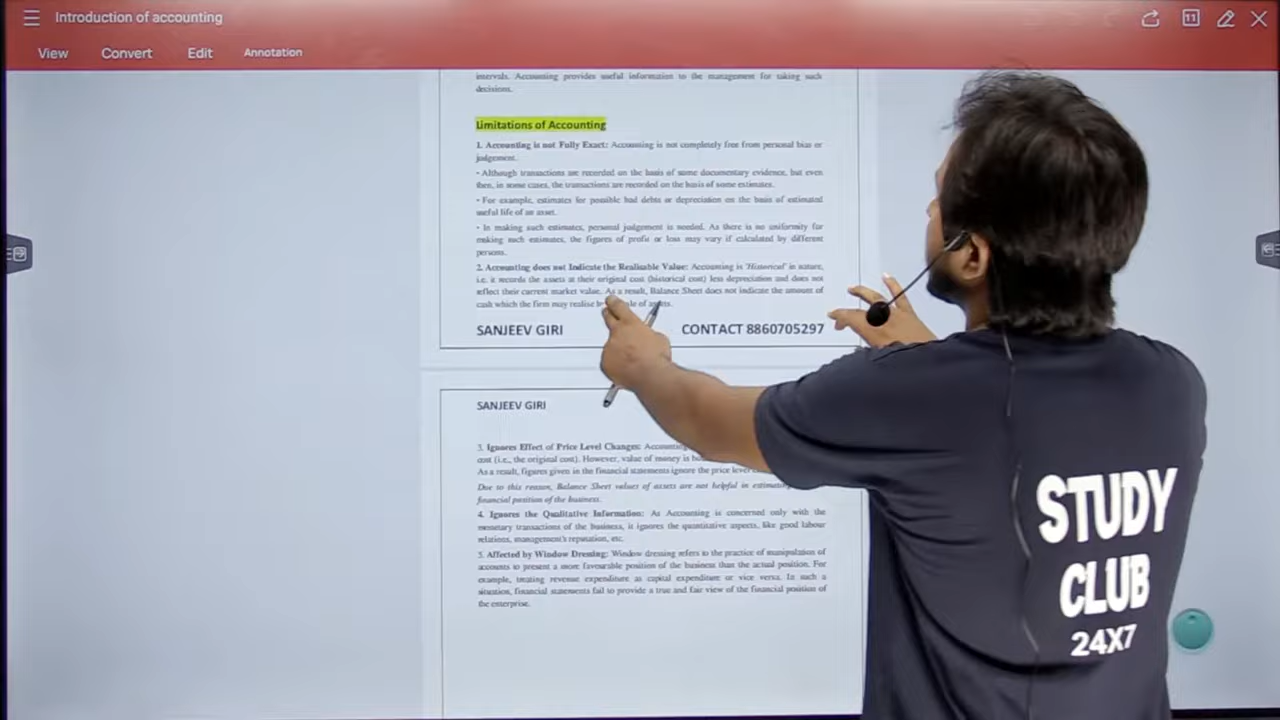 Introduction of accounting
11
View Convert Edit Annotation
intervals. Accounting provides useful information to the management for taking such
decisions.
Limitations of Accounting
1. Accounting is not Fully Exact: Accounting is not completely free from personal bias or
judgement.
• Although transactions are recorded on the basis of some documentary evidence, but even
then, in some cases, the transactions are recorded on the basis of some estimates.
• For example, estimates for possible bad debts or depreciation on the basis of estimated
useful life of an asset.
• In making such estimates, personal judgement is needed. As there is no uniformity for
making such estimates, the figures of profit or loss may vary if calculated by different
persons.
2. Accounting does not Indicate the Realisable Value: Accounting is 'Historical' in nature,
i.e. it records the assets at their original cost (historical cost) less depreciation and does not
reflect their current market value. As a result, Balance Sheet does not indicate the amount of
cash which the firm may realise of assets.
SANJEEV GIRI CONTACT 8860705297
SANJEEV GIRI
3. Ignores Effect of Price Level Changes:
cost (i.e., the original cost). However, value of money is
As a result, figures given in the financial statements ignore the price level
Due to this reason, Balance Sheet values of assets are not helpful in
financial position of the business.
4. Ignores the Qualitative Information: As Accounting is concerned only with the
monetary transactions of the business, it ignores the quantitative aspects, like good labour
relations, management's reputation, etc.
5. Affected by Window Dressing: Window dressing refers to the practice of manipulation of
accounts to present a more favourable position of the business than the actual position. For
example, treating revenue expenditure as capital expenditure or vice versa. In such a
situation, financial statements fail to provide a true and fair view of the financial position of
the enterprise.
STUDY
CLUB
24X7